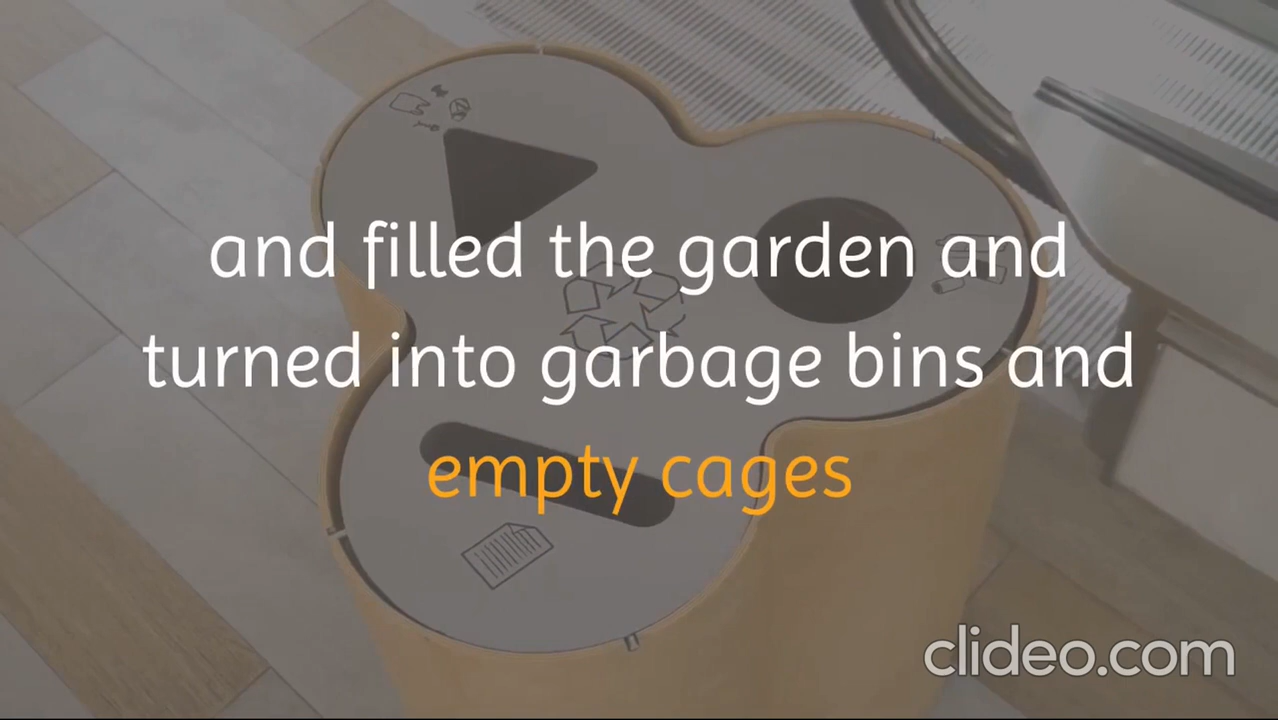 and filled the garden and
turned into garbage bins and
empty cages
clideo.com